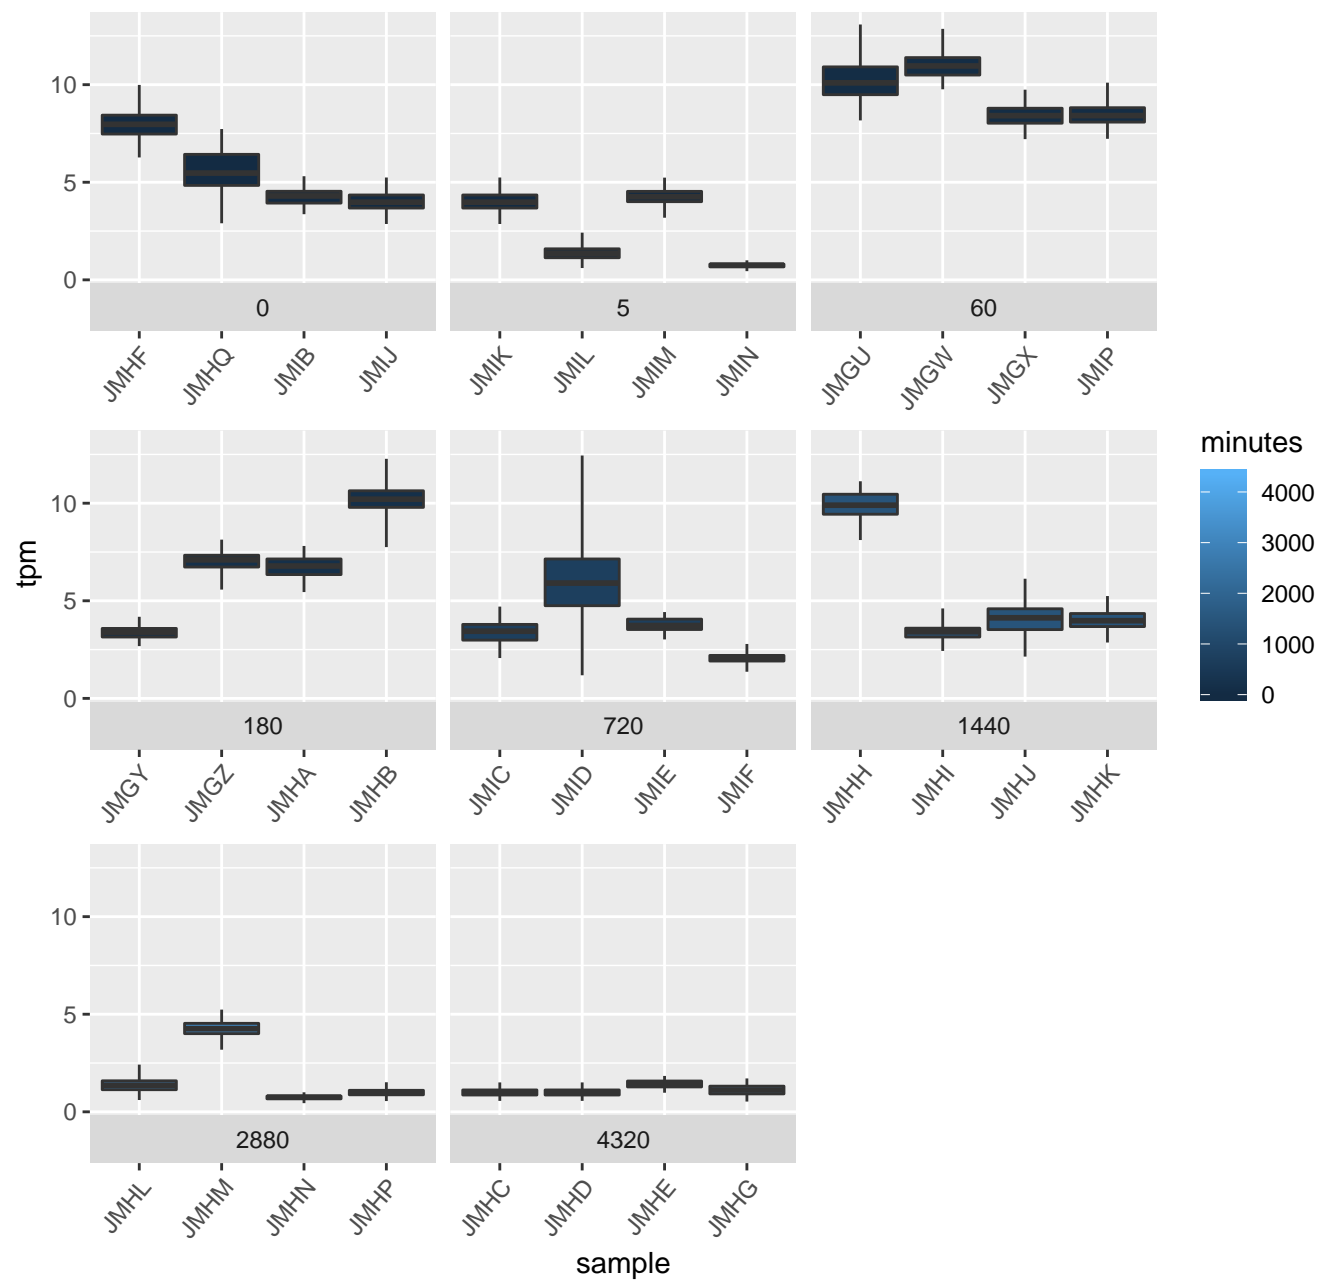 10
5
0
0
5
60
JMHF
JMHQ
JMIB
JMIJ
JMIK
JMIL
JMIM
JMIN
JMGU
JMGW
JMGX
JMIP
tpm
10
5
0
180
720
1440
JMGY
JMGZ
JMHA
JMHB
JMIC
JMID
JMIE
JMIF
JMHH
JMHI
JMHJ
JMHK
minutes
4000
3000
2000
1000
0
10
5
0
2880
4320
JMHL
JMHM
JMHN
JMHP
JMHC
JMHD
JMHE
JMHG
sample